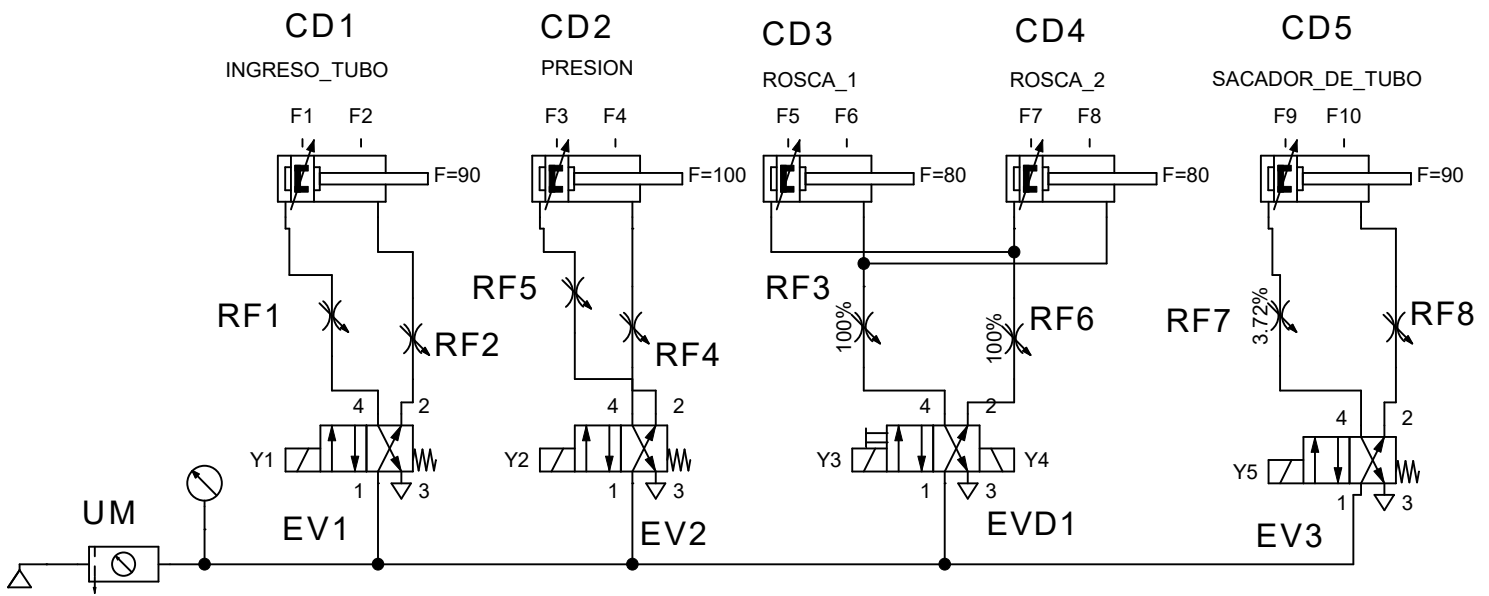 CD1 CD2 CD3 CD4 CD5
INGRESO_TUBO PRESION ROSCA_1 ROSCA_2 SACADOR_DE_TUBO
F1 F2 F3 F4 F5 F6 F7 F8 F9 F10
F=90 F=100 F=80 F=80 F=90
RF1 RF2 RF5 RF4 RF3 100% 100% RF6 RF7 3.72% RF8
4 2 4 2 4 2 4 2
Y1 Y2 Y3 Y4 Y5
1 3 1 3 1 3 1 3
UM EV1 EV2 EVD1 EV3